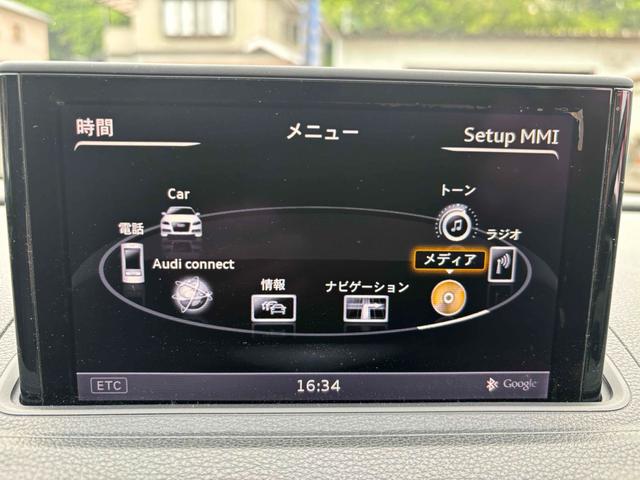 時間
メニュー
Setup MMI
Car
トーン
電話
ラジオ
Audi connect
メディア
情報
ナビゲーション
ETC
16:34
Google